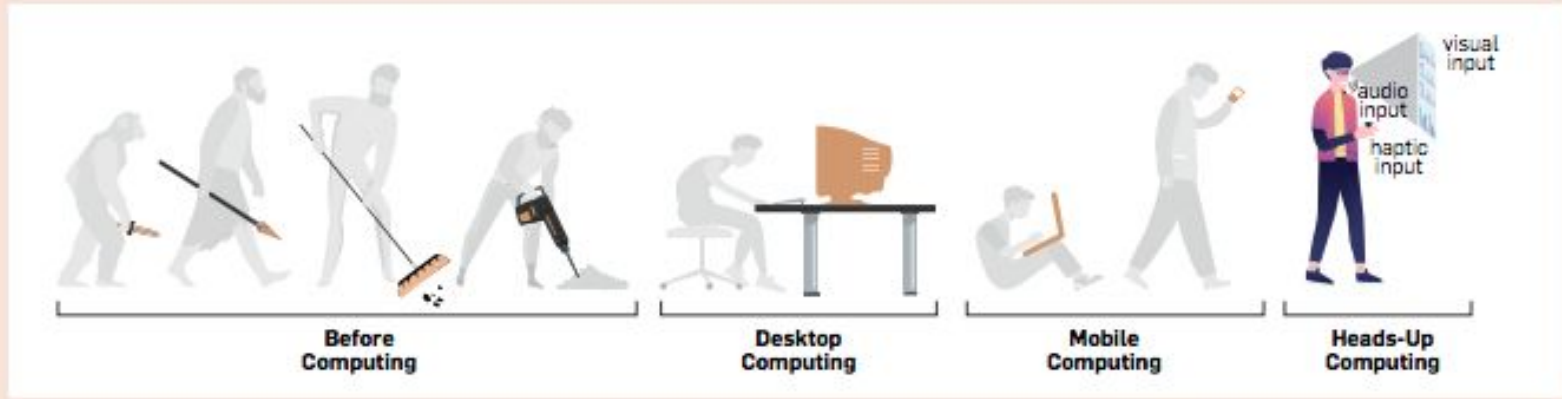 visual
input
audio
input
haptic
input
Before
Computing
Desktop
Computing
Mobile
Computing
Heads-Up
Computing